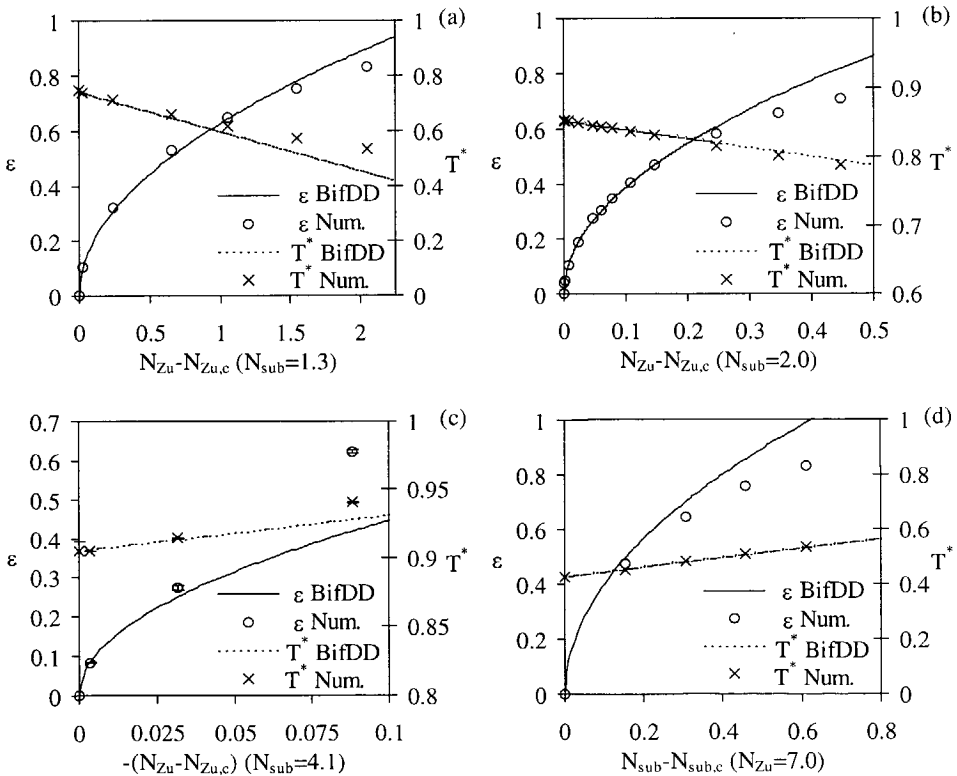 (a)
1
0.8
0.6
0.4
0.2
0
ε
1
0.8
0.6
0.4
0.2
0
T*
ε BifDD
ε Num.
T* BifDD
T* Num.
0 0.5 1 1.5 2
N_Zu-N_Zu,c (N_sub=1.3)
(b)
1
0.8
0.6
0.4
0.2
0
ε
1
0.9
0.8
0.7
0.6
T*
ε BifDD
ε Num.
T* BifDD
T* Num.
0 0.1 0.2 0.3 0.4 0.5
N_Zu-N_Zu,c (N_sub=2.0)
(c)
0.7
0.6
0.5
0.4
0.3
0.2
0.1
0
ε
1
0.95
0.9
0.85
0.8
T*
ε BifDD
ε Num.
T* BifDD
T* Num.
0 0.025 0.05 0.075 0.1
-(N_Zu-N_Zu,c) (N_sub=4.1)
(d)
1
0.8
0.6
0.4
0.2
0
ε
1
0.8
0.6
0.4
0.2
0
T*
ε BifDD
ε Num.
T* BifDD
T* Num.
0 0.2 0.4 0.6 0.8
N_sub-N_sub,c (N_Zu=7.0)